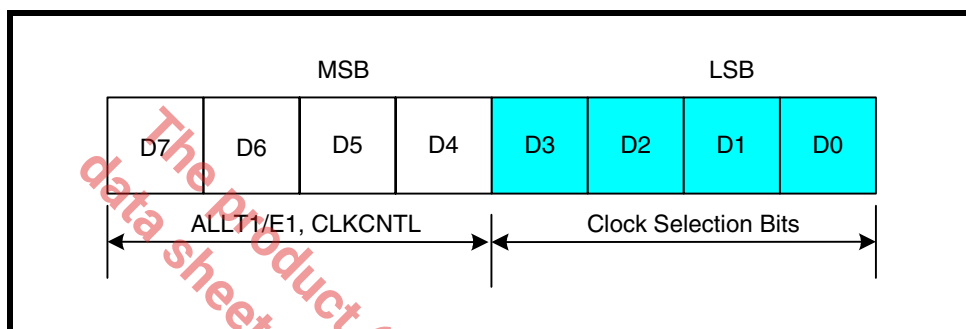 MSB LSB
D7 D6 D5 D4 D3 D2 D1 D0
ALLT1/E1, CLKCNTL Clock Selection Bits
The product
data sheet